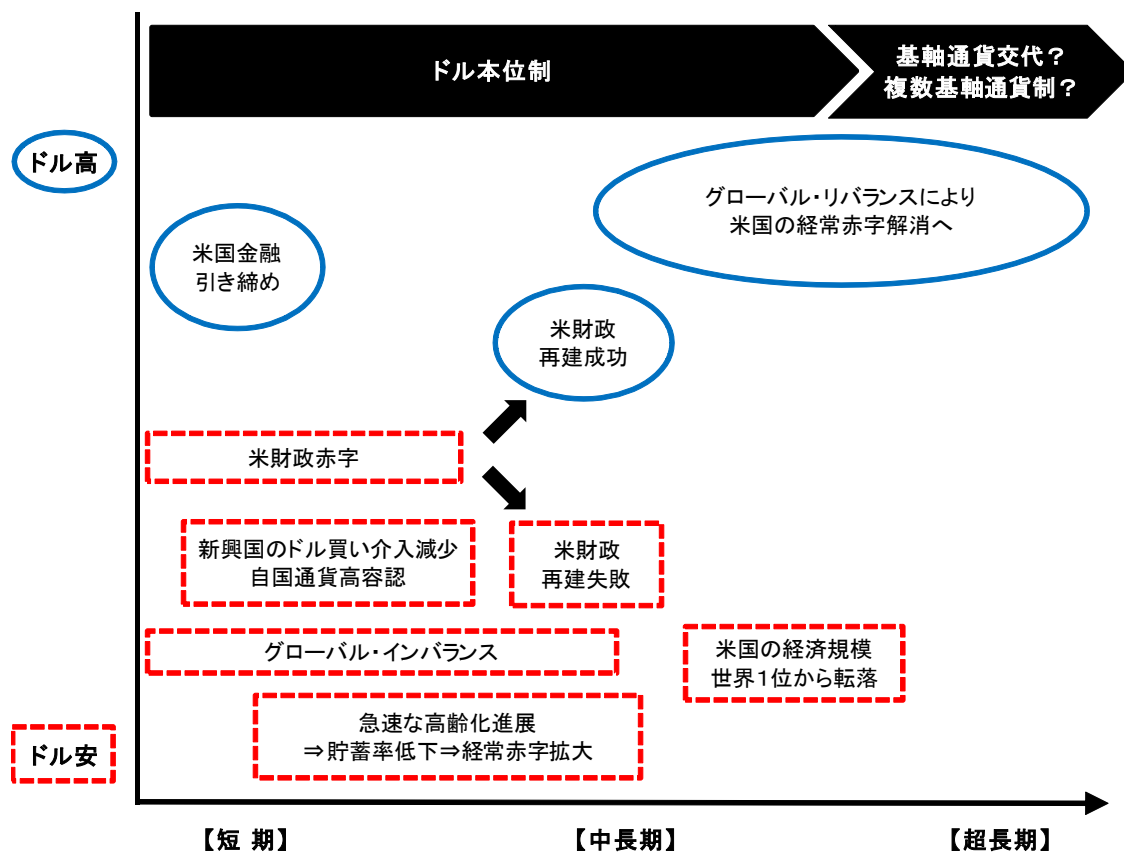 ドル本位制
基軸通貨交代？
複数基軸通貨制？
ドル高
グローバル・リバランスにより
米国の経常赤字解消へ
米国金融
引き締め
米財政
再建成功
米財政赤字
新興国のドル買い介入減少
自国通貨高容認
米財政
再建失敗
グローバル・インバランス
米国の経済規模
世界１位から転落
急速な高齢化進展
⇒貯蓄率低下⇒経常赤字拡大
ドル安
【短 期】
【中長期】
【超長期】